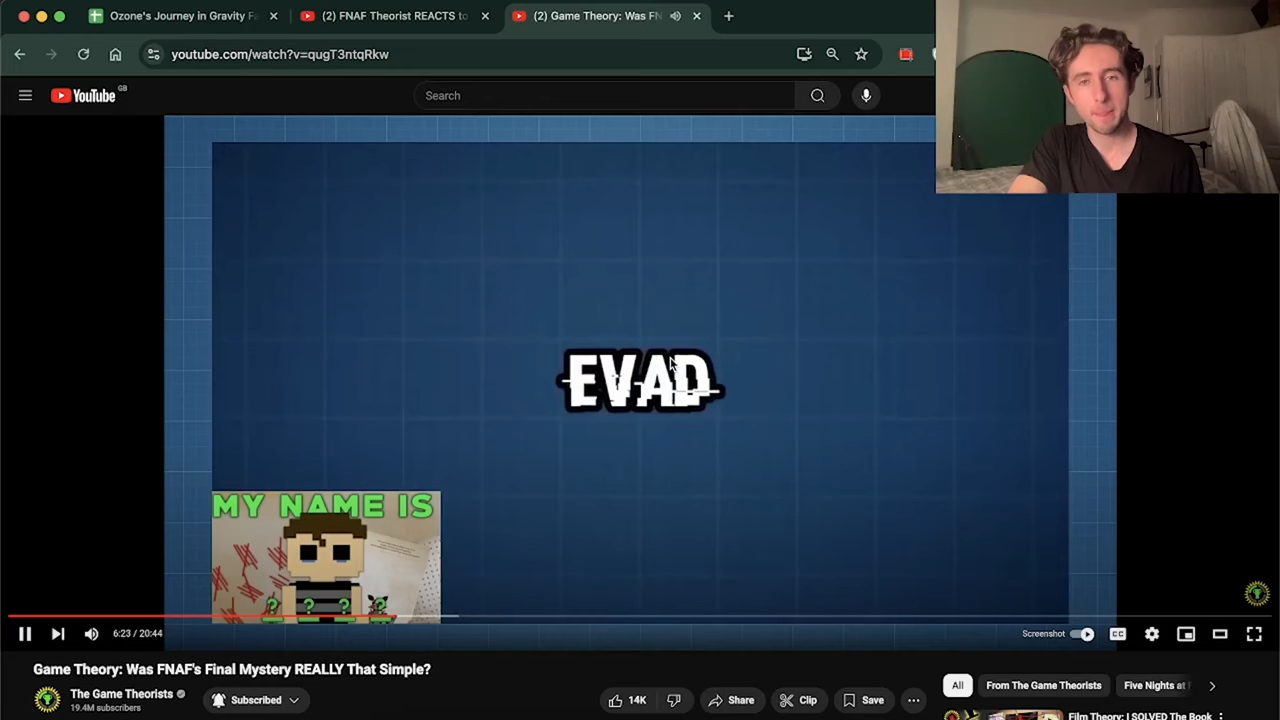 Ozone's Journey in Gravity Fa
(2) FNAF Theorist REACTS to
(2) Game Theory: Was FN
youtube.com/watch?v=qugT3ntqRkw
YouTube GB
Search
EVAD
MY NAME IS
? ? ? ?
6:23 / 20:44
Screenshot
CC
Game Theory: Was FNAF's Final Mystery REALLY That Simple?
The Game Theorists
19.4M subscribers
Subscribed
14K
Share
Clip
Save
All
From The Game Theorists
Five Nights at F
Film Theory: I SOLVED The Book